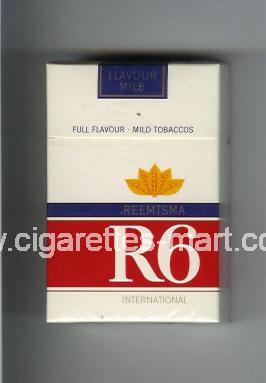 FLAVOUR
MILD
FULL FLAVOUR · MILD TOBACCOS
REEMTSMA
www.cigarettes-mart.com
R6
INTERNATIONAL